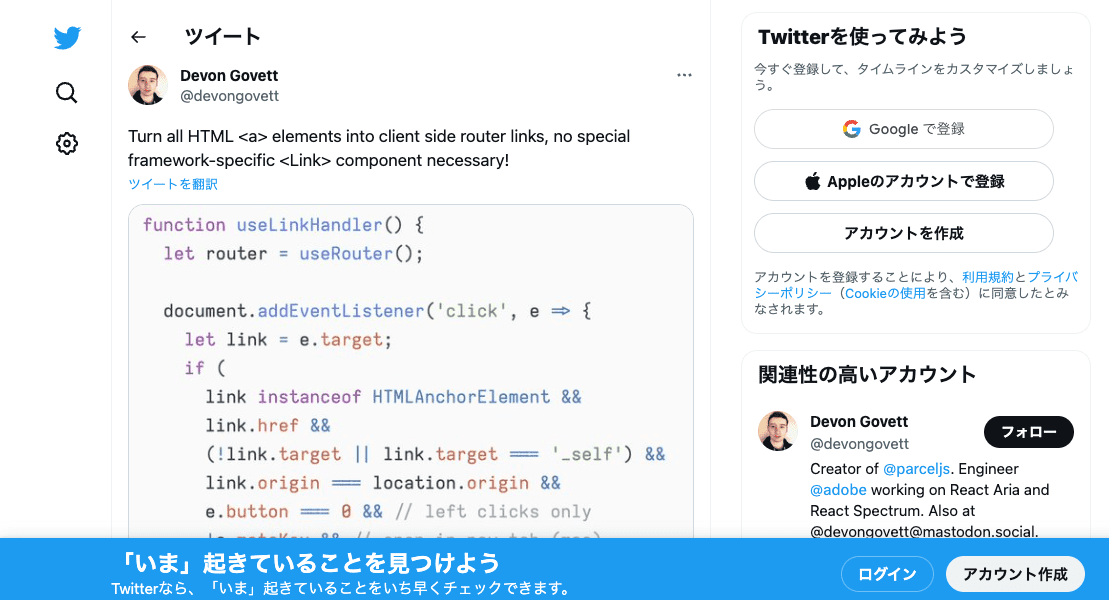 ツイート
Devon Govett
@devongovett
Turn all HTML <a> elements into client side router links, no special
framework-specific <Link> component necessary!
ツイートを翻訳
function useLinkHandler() {
let router = useRouter();
document.addEventListener('click', e => {
let link = e.target;
if (
link instanceof HTMLAnchorElement &&
link.href &&
(!link.target || link.target === '_self') &&
link.origin === location.origin &&
e.button === 0 && // left clicks only
Twitterを使ってみよう
今すぐ登録して、タイムラインをカスタマイズしましょ
う。
Google で登録
Appleのアカウントで登録
アカウントを作成
アカウントを登録することにより、利用規約とプライバ
シーポリシー（Cookieの使用を含む）に同意したとみ
なされます。
関連性の高いアカウント
Devon Govett
@devongovett
フォロー
Creator of @parceljs. Engineer
@adobe working on React Aria and
React Spectrum. Also at
@devongovett@mastodon.social.
「いま」起きていることを見つけよう
Twitterなら、「いま」起きていることをいち早くチェックできます。
ログイン
アカウント作成